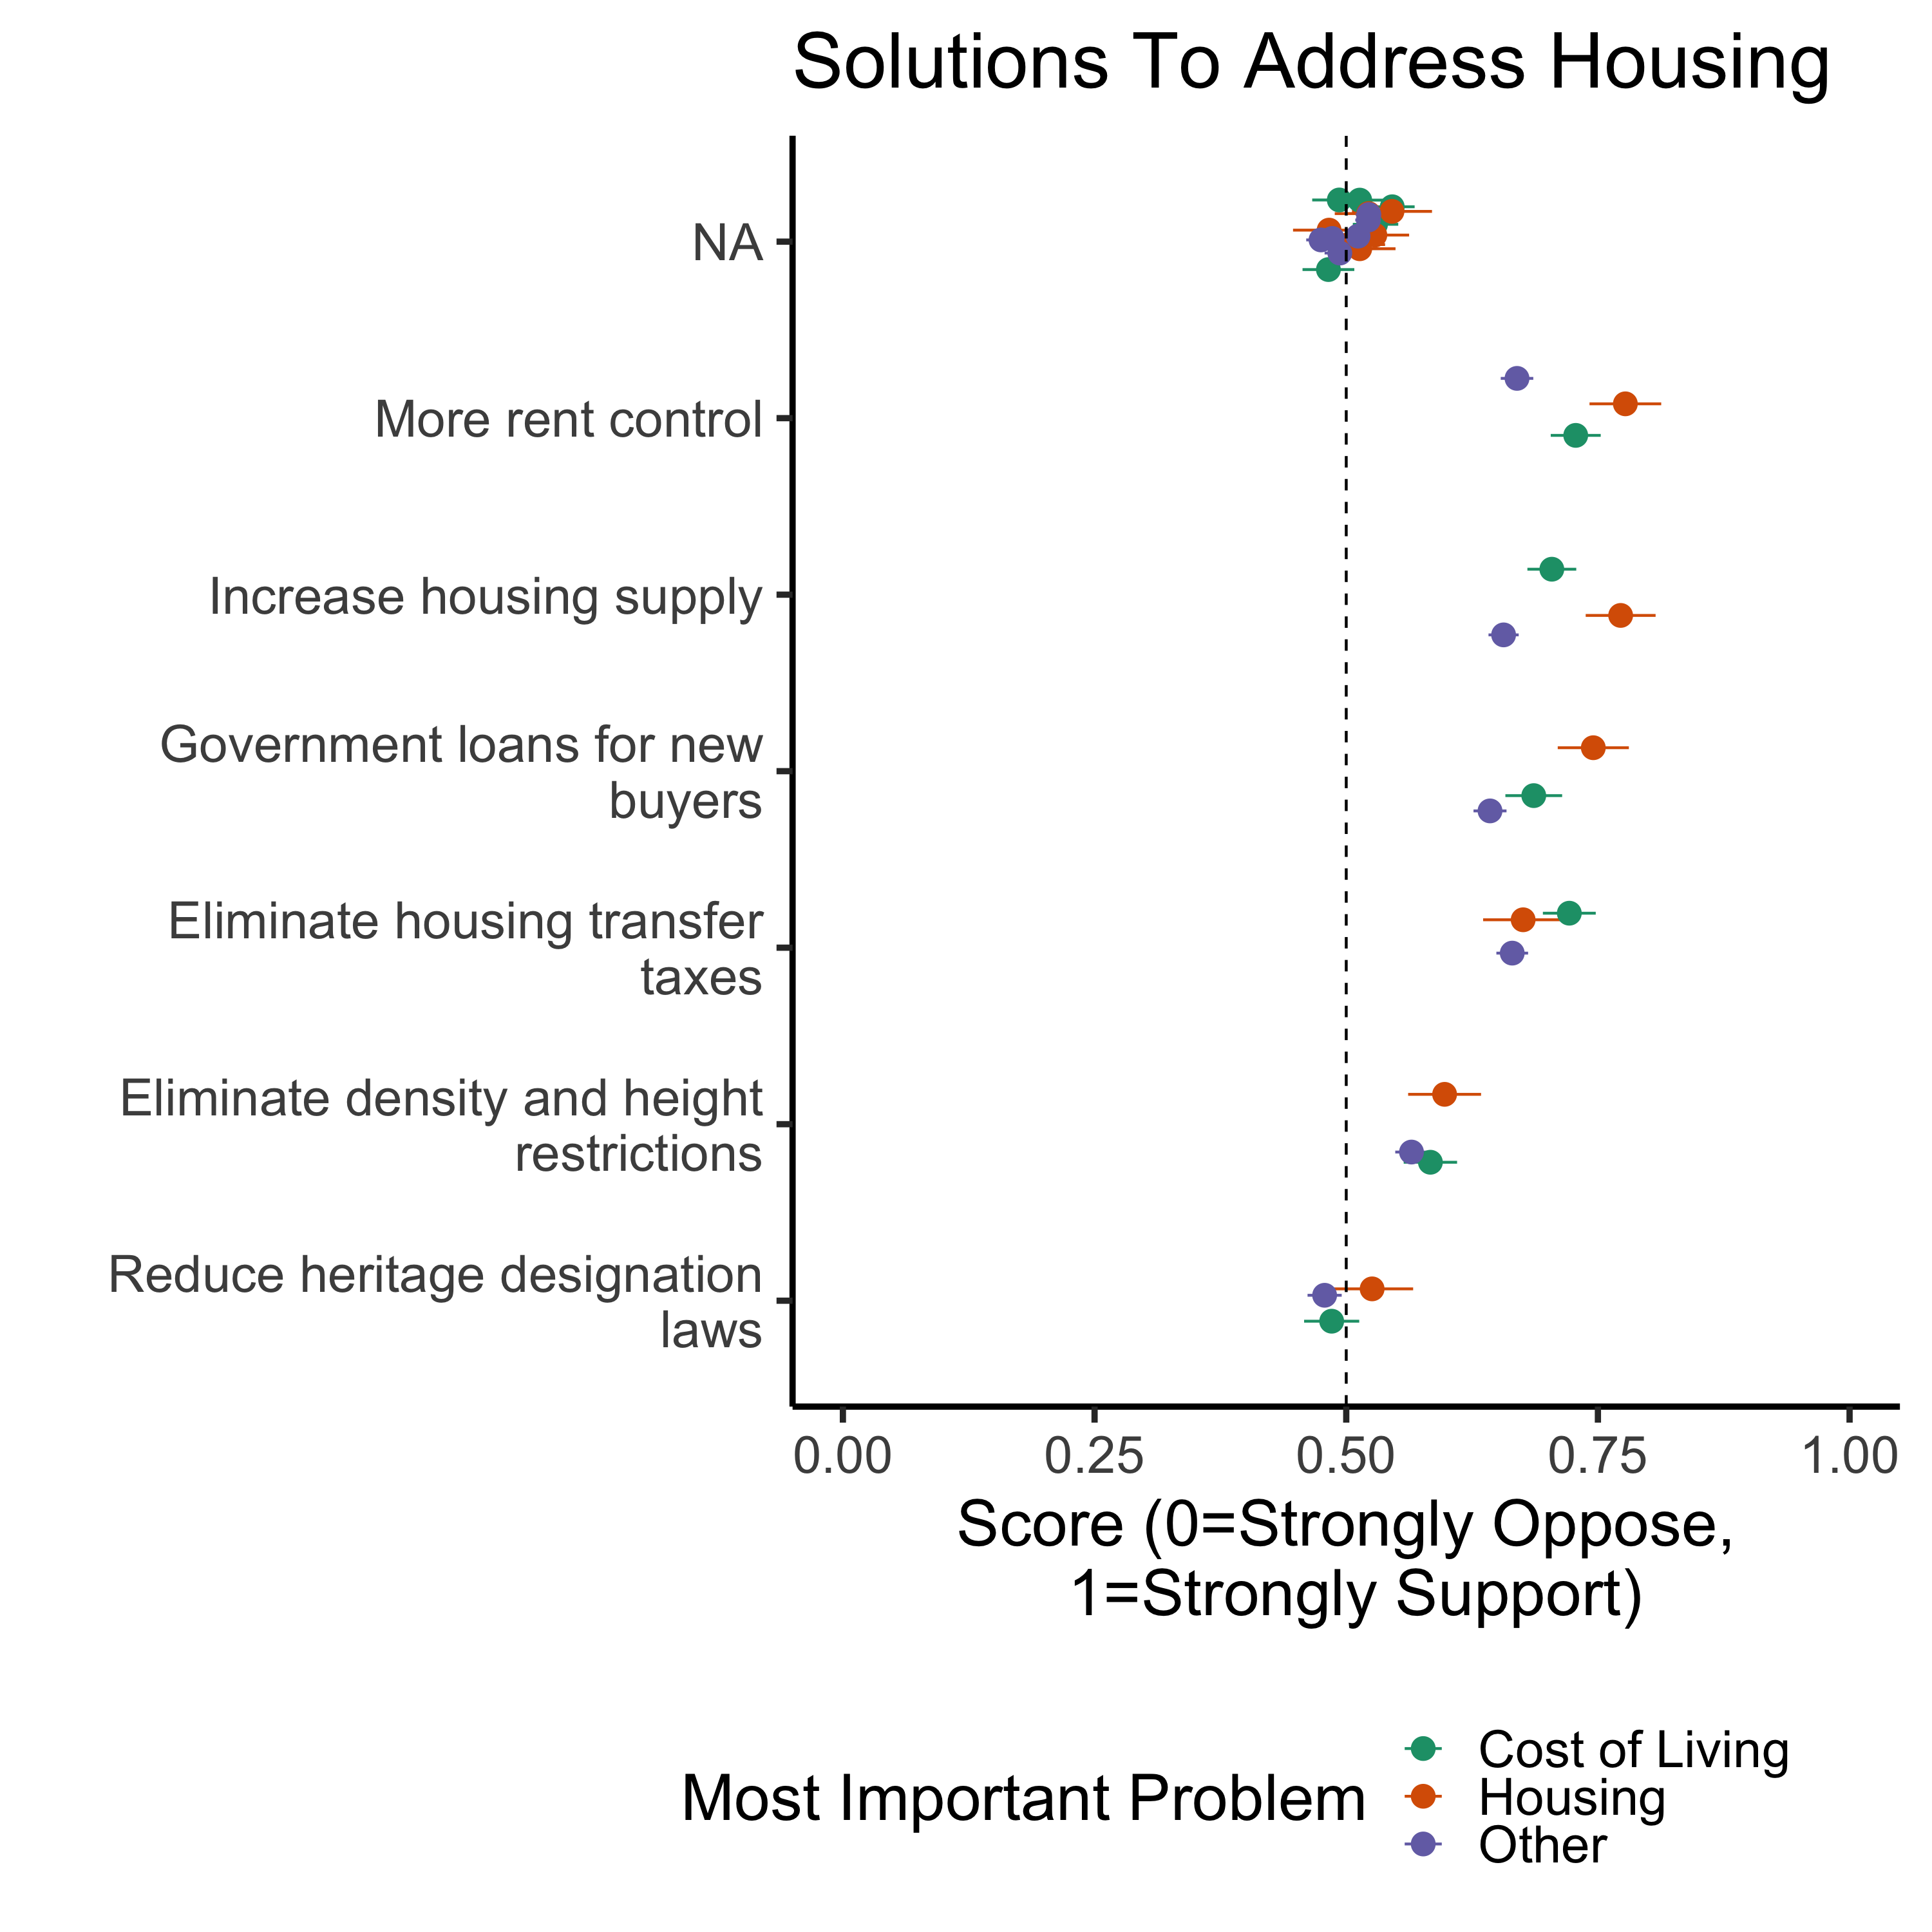 Solutions To Address Housing
NA
More rent control
Increase housing supply
Government loans for new
buyers
Eliminate housing transfer
taxes
Eliminate density and height
restrictions
Reduce heritage designation
laws
0.00 0.25 0.50 0.75 1.00
Score (0=Strongly Oppose,
1=Strongly Support)
Most Important Problem
Cost of Living
Housing
Other